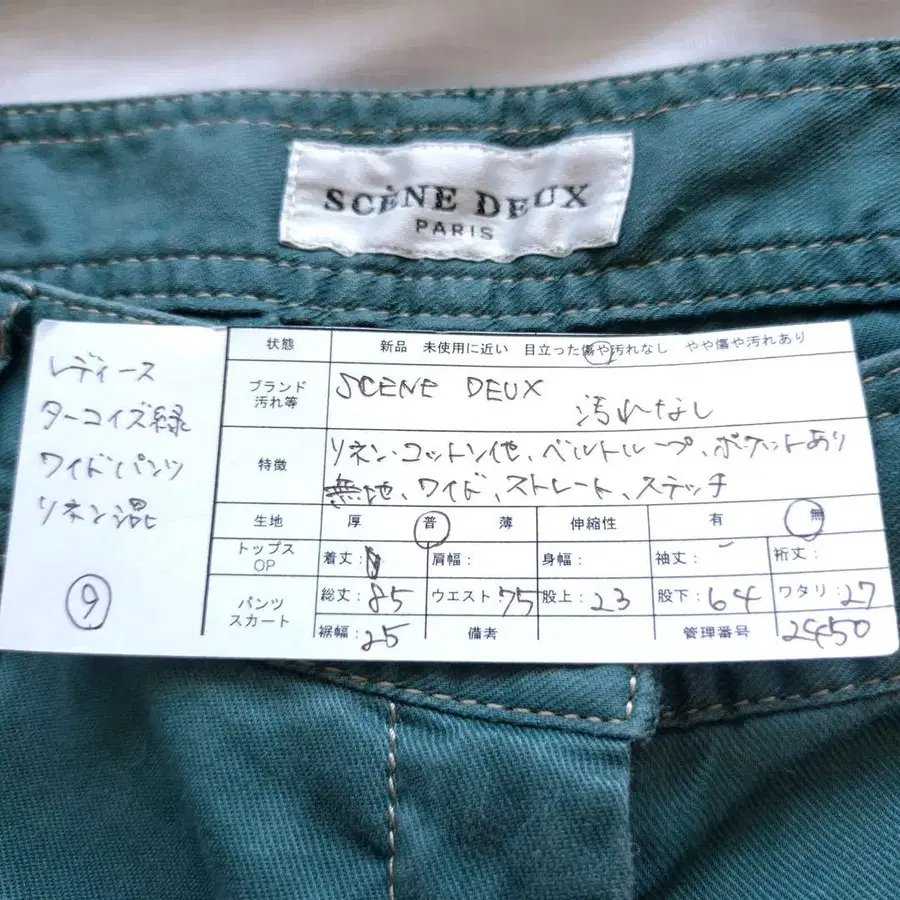 SCÈNE DEUX
PARIS
レディース
ターコイズ緑
ワイドパンツ
リネン混
⑨
状態 新品 未使用に近い 目立った傷や汚れなし やや傷や汚れあり
ブランド SCENE DEUX
汚れ等 汚れなし
特徴 リネン・コットン他、ベルトループ、ポケットあり
無地、ワイド、ストレート、ステッチ
生地 厚 普 薄 伸縮性 有 無
トップス OP 着丈: 肩幅: 身幅: 袖丈: 裄丈:
パンツ スカート 総丈:85 ウエスト:75 股上:23 股下:64 ワタリ:27
裾幅:25 備考 管理番号 2450